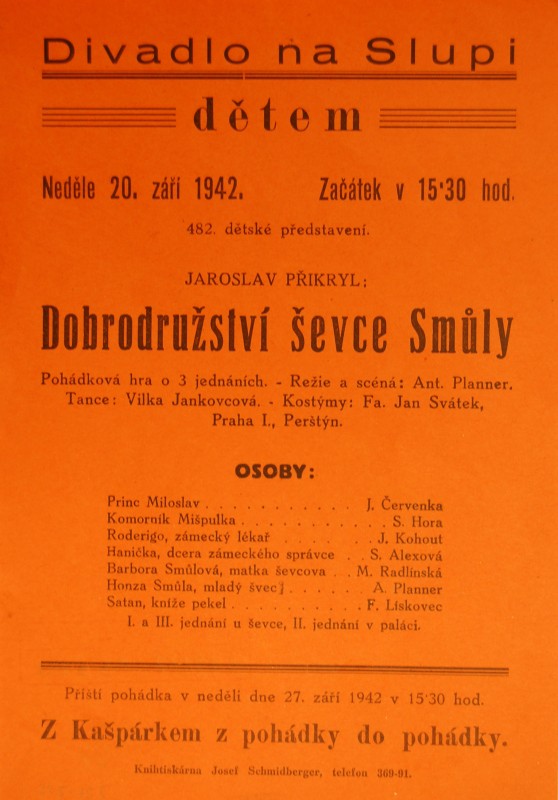 Divadlo na Slupi
dětem
Neděle 20. září 1942. Začátek v 15·30 hod.
482. dětské představení.
JAROSLAV PŘIKRYL:
Dobrodružství ševce Smůly
Pohádková hra o 3 jednáních. - Režie a scéná: Ant. Planner.
Tance: Vilka Jankovcová. - Kostýmy: Fa. Jan Svátek,
Praha I., Perštýn.
OSOBY:
Princ Miloslav . . . . . . . . . . . J. Červenka
Komorník Mišpulka . . . . . . . . . . S. Hora
Roderigo, zámecký lékař . . . . . . . J. Kohout
Hanička, dcera zámeckého správce . . S. Alexová
Barbora Smůlová, matka ševcova . . M. Radlinská
Honza Smůla, mladý švec . . . . . . A. Planner
Satan, kníže pekel . . . . . . . . . . F. Lískovec
I. a III. jednání u ševce, II. jednání v paláci.
Příští pohádka v neděli dne 27. září 1942 v 15·30 hod.
Z Kašpárkem z pohádky do pohádky.
Knihtiskárna Josef Schmidberger, telefon 369-91.